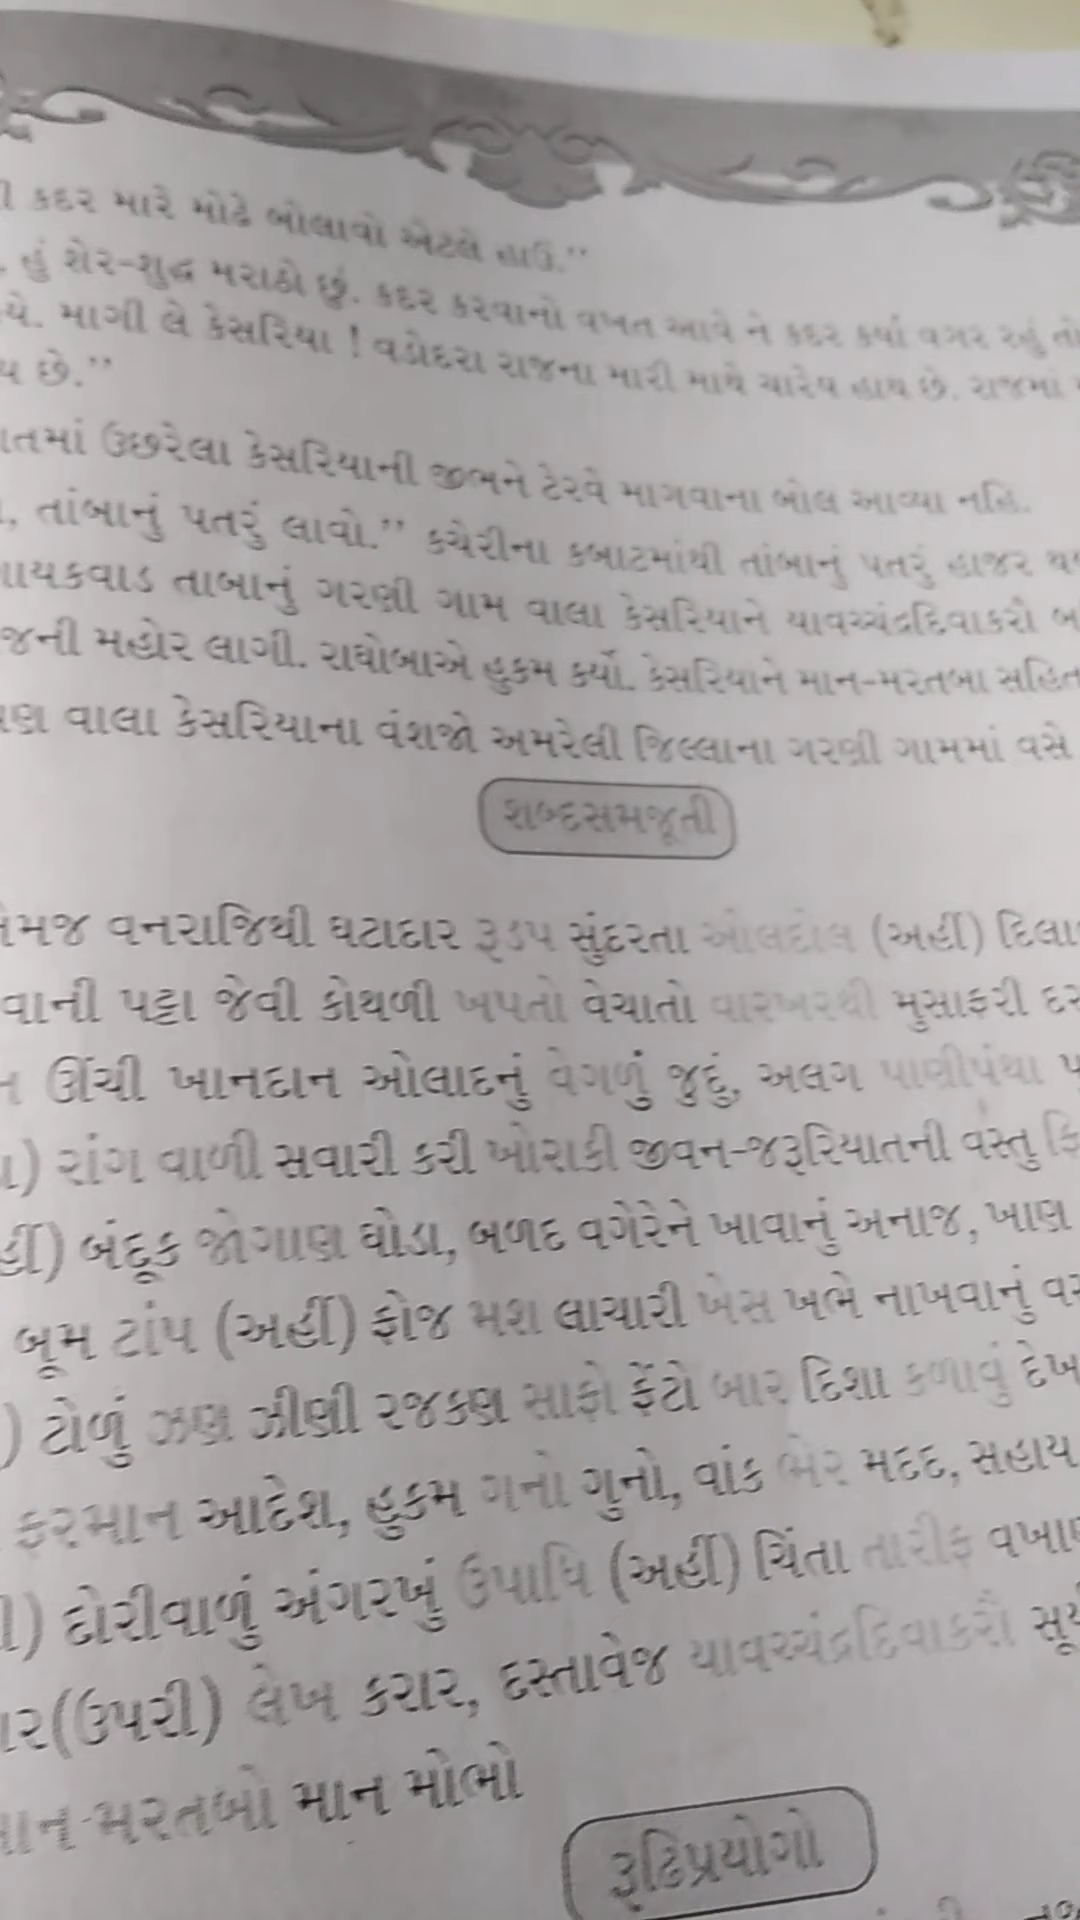 કદર મારે મોઢે બોલાવો એટલે હાઉં.”
હું શેર-શુદ્ધ મરાઠો છું. કદર કરવાનો વખત આવે ને કદર કર્યા વગર રહું તો
યે. માગી લે કેસરિયા ! વડોદરા રાજના મારી માથે ચારેય હાથ છે. રાજમાં
ય છે.”
ાતમાં ઉછરેલા કેસરિયાની જીભને ટેરવે માગવાના બોલ આવ્યા નહિ.
, તાંબાનું પતરું લાવો.” કચેરીના કબાટમાંથી તાંબાનું પતરું હાજર
ાયકવાડ તાબાનું ગરણી ગામ વાલા કેસરિયાને યાવચ્ચંદ્રદિવાકરૌ
જની મહોર લાગી. રાઘોબાએ હુકમ કર્યો. કેસરિયાને માન-મરતબા સહિત
વાલા કેસરિયાના વંશજો અમરેલી જિલ્લાના ગરણી ગામમાં વસે
શબ્દસમજૂતી
ેમજ વનરાજિથી ઘટાદાર રૂડપ સુંદરતા ઓલદોલ (અહીં)
વાની પટ્ટા જેવી કોથળી ખપતો વેચાતો વારખરથી મુસાફરી
ઊંચી ખાનદાન ઓલાદનું વેગળું જુદું, અલગ પાણીપંથા
) રાંગ વાળી સવારી કરી ખોરાકી જીવન-જરૂરિયાતની વસ્તુ
હીં) બંદૂક જોગાણ ઘોડા, બળદ વગેરેને ખાવાનું અનાજ, ખાણ
બૂમ ટાંપ (અહીં) ફોજ મશ લાચારી ખેસ ખભે નાખવાનું
) ટોળું ઝણ ઝીણી રજકણ સાફો ફેંટો બાર દિશા કળાવું
ફરમાન આદેશ, હુકમ ગનો ગુનો, વાંક ભેર મદદ, સહાય
) દોરીવાળું અંગરખું ઉપાધિ (અહીં) ચિંતા તારીફ
ાર(ઉપરી) લેખ કરાર, દસ્તાવેજ યાવચ્ચંદ્રદિવાકરૌ
માન-મરતબો માન મોભો
રૂઢિપ્રયોગો